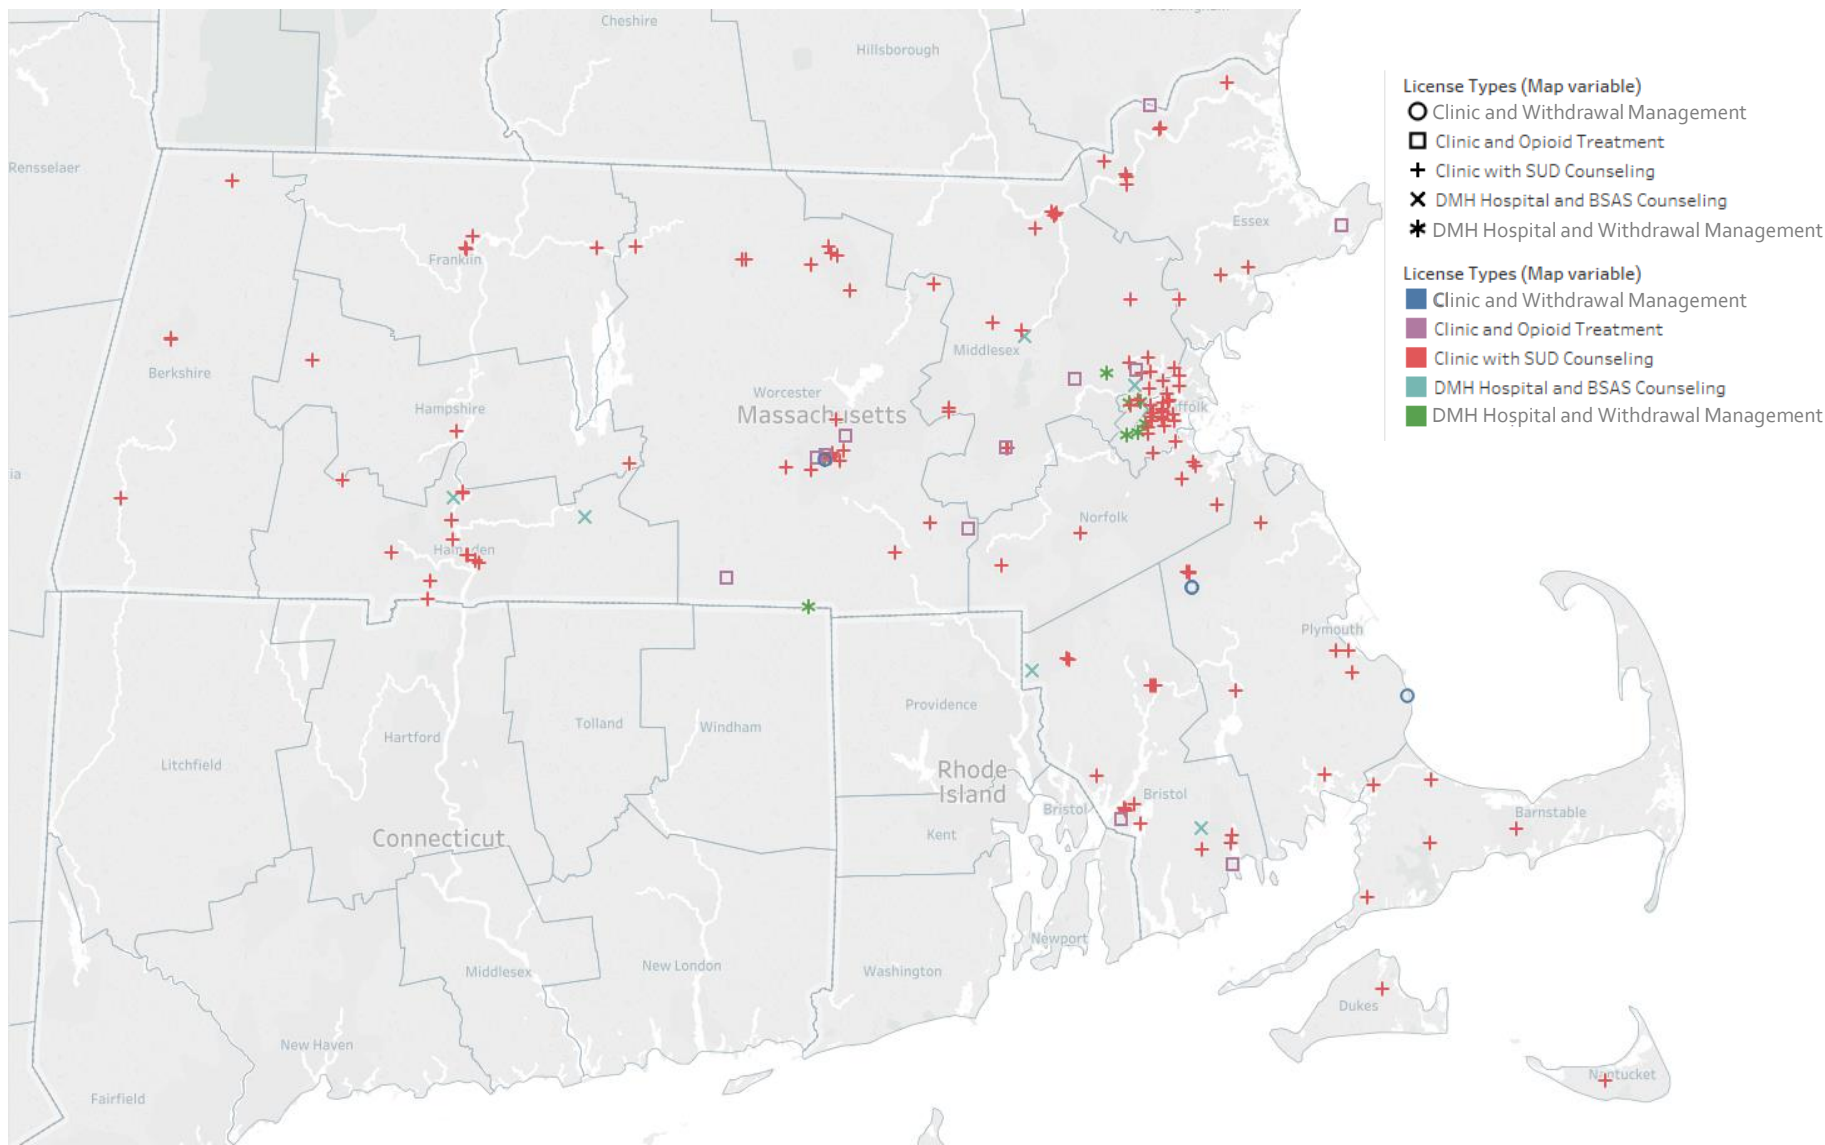 Cheshire
Hillsborough
Rensselaer
Essex
Franklin
Middlesex
Berkshire
Worcester
Massachusetts
Hampshire
ffolk
ia
Norfolk
Hampden
Plymouth
Providence
Tolland
Windham
Hartford
Litchfield
Rhode
Island
Bristol
Bristol
Barnstable
Connecticut
Kent
Newport
Middlesex
New London
Washington
Dukes
New Haven
Nantucket
Fairfield
License Types (Map variable)
Clinic and Withdrawal Management
Clinic and Opioid Treatment
Clinic with SUD Counseling
DMH Hospital and BSAS Counseling
DMH Hospital and Withdrawal Management
License Types (Map variable)
Clinic and Withdrawal Management
Clinic and Opioid Treatment
Clinic with SUD Counseling
DMH Hospital and BSAS Counseling
DMH Hospital and Withdrawal Management